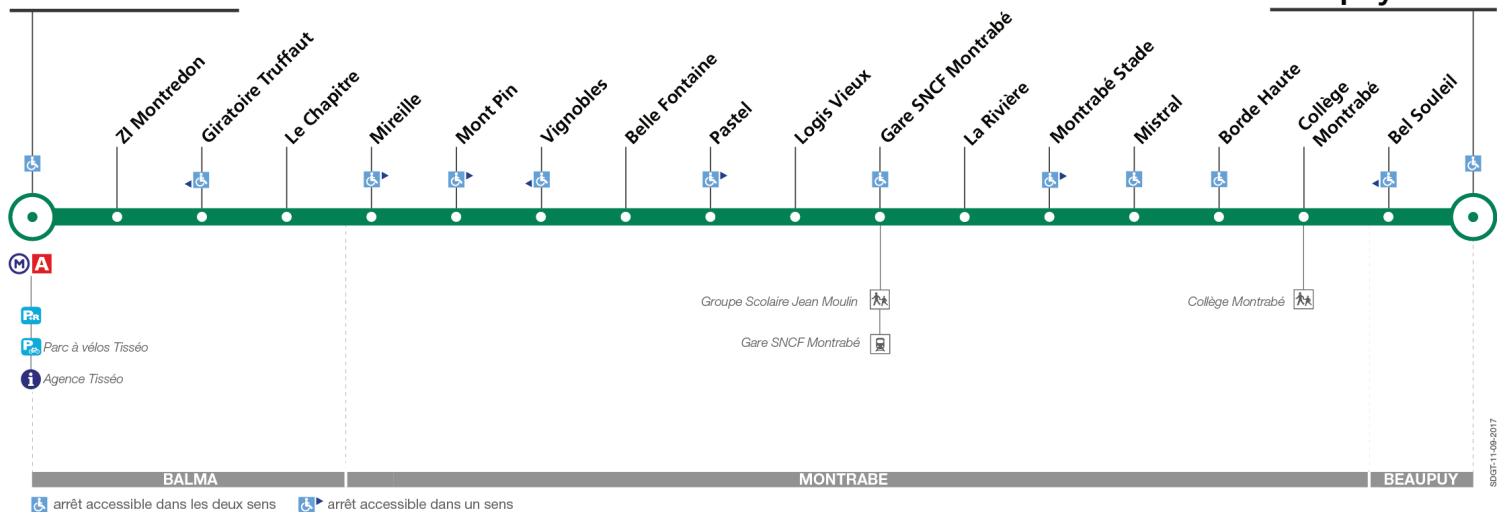 ZI Montredon
Giratoire Truffaut
Le Chapitre
Mireille
Mont Pin
Vignobles
Belle Fontaine
Pastel
Logis Vieux
Gare SNCF Montrabé
La Rivière
Montrabé Stade
Mistral
Borde Haute
Collège
Montrabé
Bel Souleil
M A
P+R
P
Parc à vélos Tisséo
i
Agence Tisséo
Groupe Scolaire Jean Moulin
Gare SNCF Montrabé
Collège Montrabé
BALMA
MONTRABE
BEAUPUY
arrêt accessible dans les deux sens
arrêt accessible dans un sens
SDGT-11-09-2017